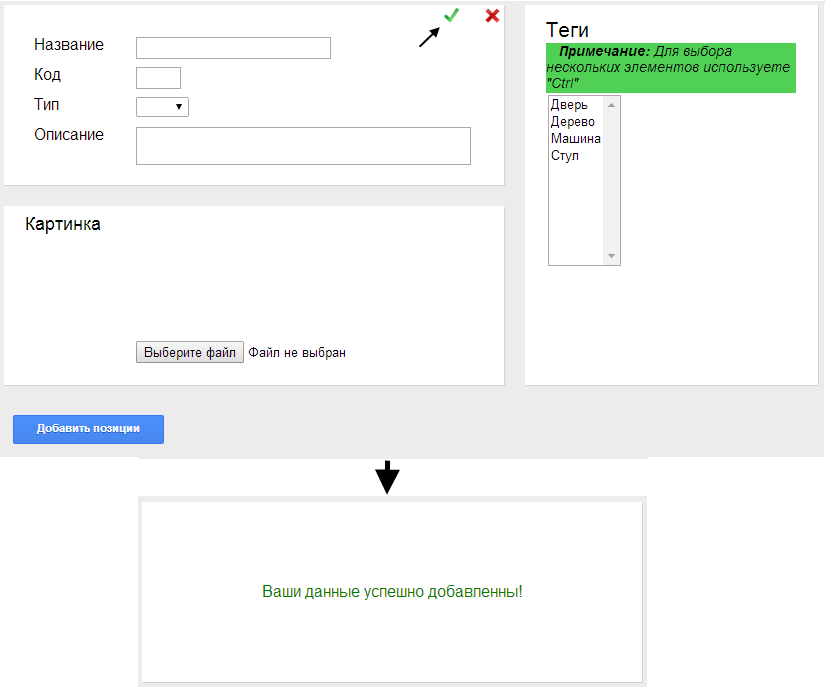 Название
Код
Тип
Описание
Картинка
Выберите файл Файл не выбран
Добавить позиции
Теги
Примечание: Для выбора
нескольких элементов используете
"Ctrl"
Дверь
Дерево
Машина
Стул
Ваши данные успешно добавленны!